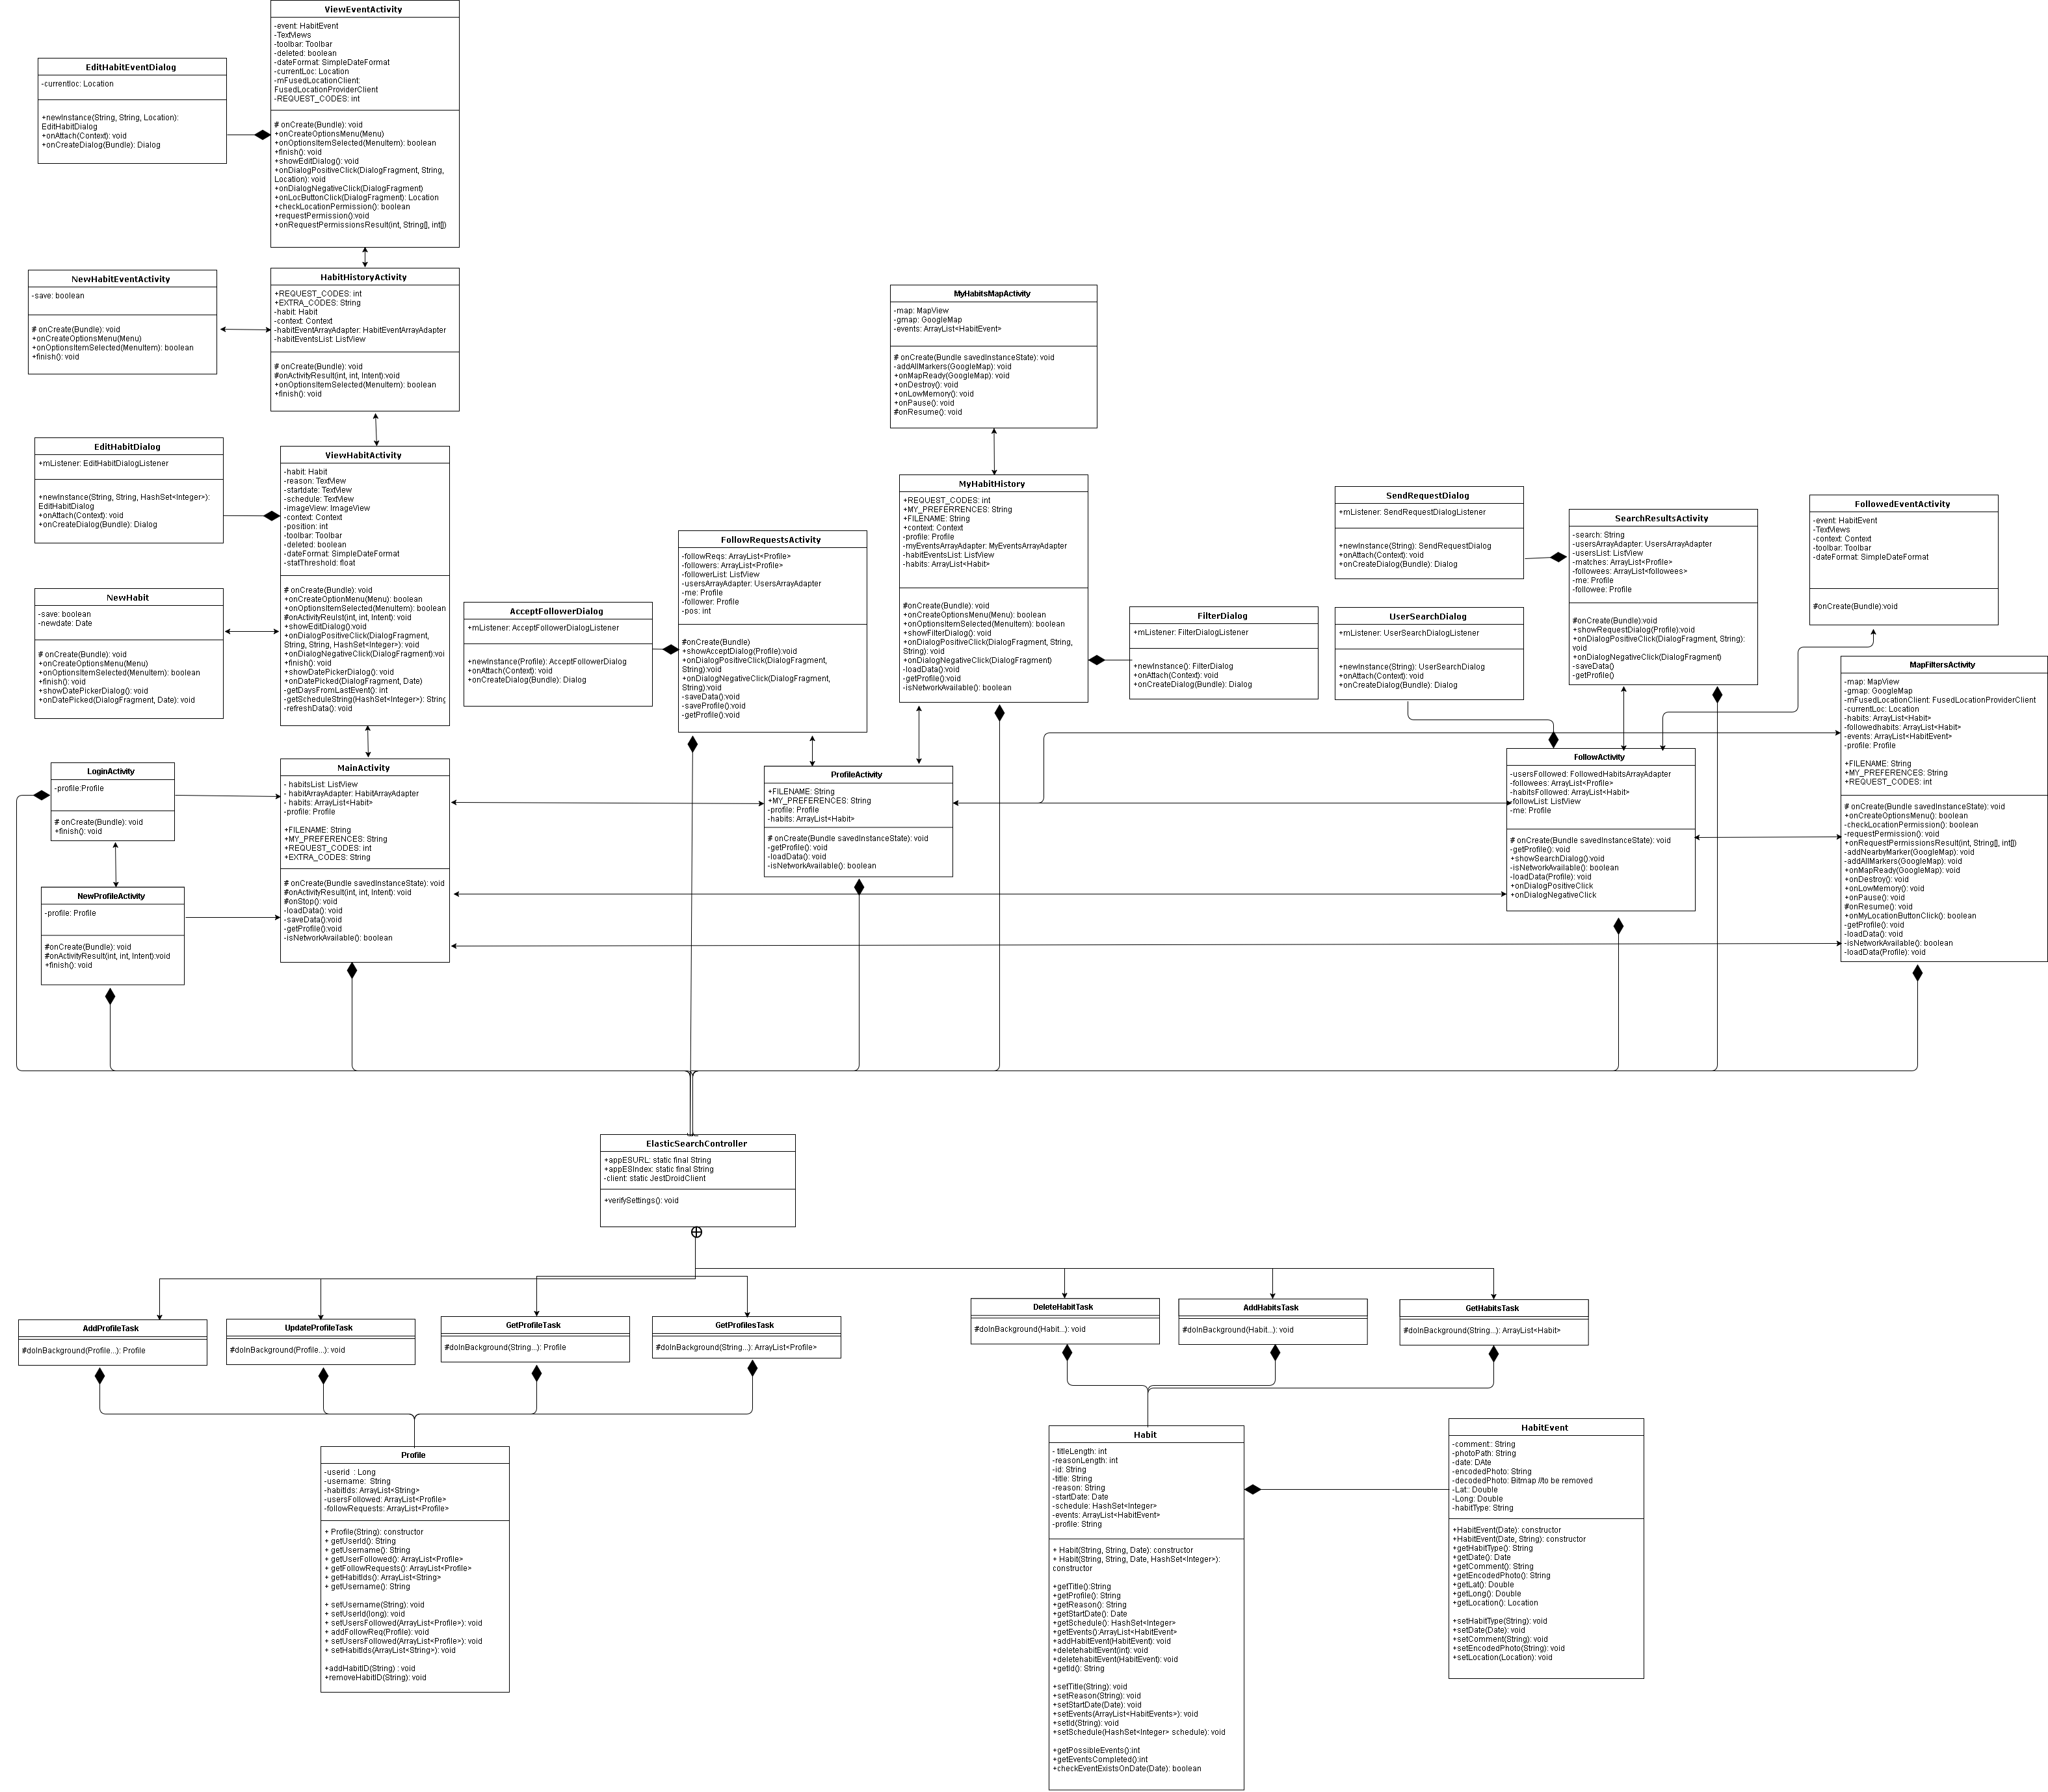 ViewEventActivity
-event: HabitEvent
-TextViews
-toolbar: Toolbar
-deleted: boolean
-dateFormat: SimpleDateFormat
-currentLoc: Location
-mFusedLocationClient:
FusedLocationProviderClient
-REQUEST_CODES: int
# onCreate(Bundle): void
+onCreateOptionsMenu(Menu)
+onOptionsItemSelected(MenuItem): boolean
+finish(): void
+showEditDialog(): void
+onDialogPositiveClick(DialogFragment, String,
Location): void
+onDialogNegativeClick(DialogFragment)
+onLocButtonClick(DialogFragment): Location
+checkLocationPermission(): boolean
+requestPermission():void
+onRequestPermissionsResult(int, String[], int[])
EditHabitEventDialog
-currentloc: Location
+newInstance(String, String, Location):
EditHabitDialog
+onAttach(Context): void
+onCreateDialog(Bundle): Dialog
NewHabitEventActivity
-save: boolean
# onCreate(Bundle): void
+onCreateOptionsMenu(Menu)
+onOptionsItemSelected(MenuItem): boolean
+finish(): void
HabitHistoryActivity
+REQUEST_CODES: int
+EXTRA_CODES: String
-habit: Habit
-context: Context
-habitEventArrayAdapter: HabitEventArrayAdapter
-habitEventsList: ListView
# onCreate(Bundle): void
#onActivityResult(int, int, Intent):void
+onOptionsItemSelected(MenuItem): boolean
+finish(): void
MyHabitsMapActivity
-map: MapView
-gmap: GoogleMap
-events: ArrayList<HabitEvent>
# onCreate(Bundle savedInstanceState): void
-addAllMarkers(GoogleMap): void
+onMapReady(GoogleMap): void
+onDestroy(): void
+onLowMemory(): void
+onPause(): void
#onResume(): void
EditHabitDialog
+mListener: EditHabitDialogListener
+newInstance(String, String, HashSet<Integer>):
EditHabitDialog
+onAttach(Context): void
+onCreateDialog(Bundle): Dialog
ViewHabitActivity
-habit: Habit
-reason: TextView
-startdate: TextView
-schedule: TextView
-imageView: ImageView
-context: Context
-position: int
-toolbar: Toolbar
-deleted: boolean
-dateFormat: SimpleDateFormat
-statThreshold: float
# onCreate(Bundle): void
+onCreateOptionMenu(Menu): boolean
+onOptionsItemSelected(MenuItem): boolean
#onActivityReulst(int, int, Intent): void
+showEditDialog():void
+onDialogPositiveClick(DialogFragment,
String, String, HashSet<Integer>): void
+onDialogNegativeClick(DialogFragment):voi
+finish(): void
+showDatePickerDialog(): void
+onDatePicked(DialogFragment, Date)
-getDaysFromLastEvent(): int
-getScheduleString(HashSet<Integer>): String
-refreshData(): void
NewHabit
-save: boolean
-newdate: Date
# onCreate(Bundle): void
+onCreateOptionsMenu(Menu)
+onOptionsItemSelected(MenuItem): boolean
+finish(): void
+showDatePickerDialog(): void
+onDatePicked(DialogFragment, Date): void
AcceptFollowerDialog
+mListener: AcceptFollowerDialogListener
+newInstance(Profile): AcceptFollowerDialog
+onAttach(Context): void
+onCreateDialog(Bundle): Dialog
FollowRequestsActivity
-followReqs: ArrayList<Profile>
-followers: ArrayList<Profile>
-followerList: ListView
-usersArrayAdapter: UsersArrayAdapter
-me: Profile
-follower: Profile
-pos: int
#onCreate(Bundle)
+showAcceptDialog(Profile):void
+onDialogPositiveClick(DialogFragment,
String):void
+onDialogNegativeClick(DialogFragment,
String):void
-saveData():void
-saveProfile():void
-getProfile():void
MyHabitHistory
+REQUEST_CODES: int
+MY_PREFERRENCES: String
+FILENAME: String
+context: Context
-profile: Profile
-myEventsArrayAdapter: MyEventsArrayAdapter
-habitEventsList: ListView
-habits: ArrayList<Habit>
#onCreate(Bundle): void
+onCreateOptionsMenu(Menu): boolean
+onOptionsItemSelected(MenuItem): boolean
+showFilterDialog(): void
+onDialogPositiveClick(DialogFragment, String,
String): void
+onDialogNegativeClick(DialogFragment)
-loadData(): void
-getProfile():void
-isNetworkAvailable(): boolean
FilterDialog
+mListener: FilterDialogListener
+newInstance(): FilterDialog
+onAttach(Context): void
+onCreateDialog(Bundle): Dialog
SendRequestDialog
+mListener: SendRequestDialogListener
+newInstance(String): SendRequestDialog
+onAttach(Context): void
+onCreateDialog(Bundle): Dialog
UserSearchDialog
+mListener: UserSearchDialogListener
+newInstance(String): UserSearchDialog
+onAttach(Context): void
+onCreateDialog(Bundle): Dialog
SearchResultsActivity
-search: String
-usersArrayAdapter: UsersArrayAdapter
-usersList: ListView
-matches: ArrayList<Profile>
-followees: ArrayList<followees>
-me: Profile
-followee: Profile
#onCreate(Bundle):void
+showRequestDialog(Profile):void
+onDialogPositiveClick(DialogFragment, String):
void
+onDialogNegativeClick(DialogFragment)
-saveData()
-getProfile()
FollowedEventActivity
-event: HabitEvent
-TextViews
-context: Context
-toolbar: Toolbar
-dateFormat: SimpleDateFormat
#onCreate(Bundle):void
MapFiltersActivity
-map: MapView
-gmap: GoogleMap
-mFusedLocationClient: FusedLocationProviderClient
-currentLoc: Location
-habits: ArrayList<Habit>
-followedhabits: ArrayList<Habit>
-events: ArrayList<HabitEvent>
-profile: Profile
+FILENAME: String
+MY_PREFERENCES: String
+REQUEST_CODES: int
# onCreate(Bundle savedInstanceState): void
+onCreateOptionsMenu(): boolean
-checkLocationPermission(): boolean
-requestPermission(): void
+onRequestPermissionsResult(int, String[], int[])
-addNearbyMarker(GoogleMap): void
-addAllMarkers(GoogleMap): void
+onMapReady(GoogleMap): void
+onDestroy(): void
+onLowMemory(): void
+onPause(): void
#onResume(): void
+onMyLocationButtonClick(): boolean
-getProfile(): void
-loadData(): void
-isNetworkAvailable(): boolean
-loadData(Profile): void
LoginActivity
-profile:Profile
# onCreate(Bundle): void
+finish(): void
NewProfileActivity
-profile: Profile
#onCreate(Bundle): void
#onActivityResult(int, int, Intent):void
+finish(): void
MainActivity
- habitsList: ListView
- habitArrayAdapter: HabitArrayAdapter
- habits: ArrayList<Habit>
-profile: Profile
+FILENAME: String
+MY_PREFERENCES: String
+REQUEST_CODES: int
+EXTRA_CODES: String
# onCreate(Bundle savedInstanceState): void
#onActivityResult(int, int, Intent): void
#onStop(): void
-loadData(): void
-saveData():void
-getProfile():void
-isNetworkAvailable(): boolean
ProfileActivity
+FILENAME: String
+MY_PREFERENCES: String
-profile: Profile
-habits: ArrayList<Habit>
# onCreate(Bundle savedInstanceState): void
-getProfile(): void
-loadData(): void
-isNetworkAvailable(): boolean
FollowActivity
-usersFollowed: FollowedHabitsArrayAdapter
-followees: ArrayList<Profile>
-habitsFollowed: ArrayList<Habit>
-followList: ListView
-me: Profile
# onCreate(Bundle savedInstanceState): void
-getProfile(): void
+showSearchDialog():void
-isNetworkAvailable(): boolean
-loadData(Profile): void
+onDialogPositiveClick
+onDialogNegativeClick
ElasticSearchController
+appESURL: static final String
+appESIndex: static final String
-client: static JestDroidClient
+verifySettings(): void
AddProfileTask
#doInBackground(Profile...): Profile
UpdateProfileTask
#doInBackground(Profile...): void
GetProfileTask
#doInBackground(String...): Profile
GetProfilesTask
#doInBackground(String...): ArrayList<Profile>
DeleteHabitTask
#doInBackground(Habit...): void
AddHabitsTask
#doInBackground(Habit...): void
GetHabitsTask
#doInBackground(String...): ArrayList<Habit>
Profile
-userid : Long
-username: String
-habitIds: ArrayList<String>
-usersFollowed: ArrayList<Profile>
-followRequests: ArrayList<Profile>
+ Profile(String): constructor
+ getUserId(): String
+ getUsername(): String
+ getUserFollowed(): ArrayList<Profile>
+ getFollowRequests(): ArrayList<Profile>
+ getHabitIds(): ArrayList<String>
+ getUsername(): String
+ setUsername(String): void
+ setUserId(long): void
+ setUsersFollowed(ArrayList<Profile>): void
+ addFollowReq(Profile): void
+ setUsersFollowed(ArrayList<Profile>): void
+ setHabitIds(ArrayList<String>): void
+addHabitID(String) : void
+removeHabitID(String): void
Habit
- titleLength: int
-reasonLength: int
-id: String
-title: String
-reason: String
-startDate: Date
-schedule: HashSet<Integer>
-events: ArrayList<HabitEvent>
-profile: String
+ Habit(String, String, Date): constructor
+ Habit(String, String, Date, HashSet<Integer>):
constructor
+getTitle():String
+getProfile(): String
+getReason(): String
+getStartDate(): Date
+getSchedule(): HashSet<Integer>
+getEvents():ArrayList<HabitEvent>
+addHabitEvent(HabitEvent): void
+deletehabitEvent(int): void
+deletehabitEvent(HabitEvent): void
+getId(): String
+setTitle(String): void
+setReason(String): void
+setStartDate(Date): void
+setEvents(ArrayList<HabitEvents>): void
+setId(String): void
+setSchedule(HashSet<Integer> schedule): void
+getPossibleEvents():int
+getEventsCompleted():int
+checkEventExistsOnDate(Date): boolean
HabitEvent
-comment:: String
-photoPath: String
-date: DAte
-encodedPhoto: String
-decodedPhoto: Bitmap //to be removed
-Lat:: Double
-Long: Double
-habitType: String
+HabitEvent(Date): constructor
+HabitEvent(Date, String): constructor
+getHabitType(): String
+getDate(): Date
+getComment(): String
+getEncodedPhoto(): String
+getLat(): Double
+getLong(): Double
+getLocation(): Location
+setHabitType(String): void
+setDate(Date): void
+setComment(String): void
+setEncodedPhoto(String): void
+setLocation(Location): void